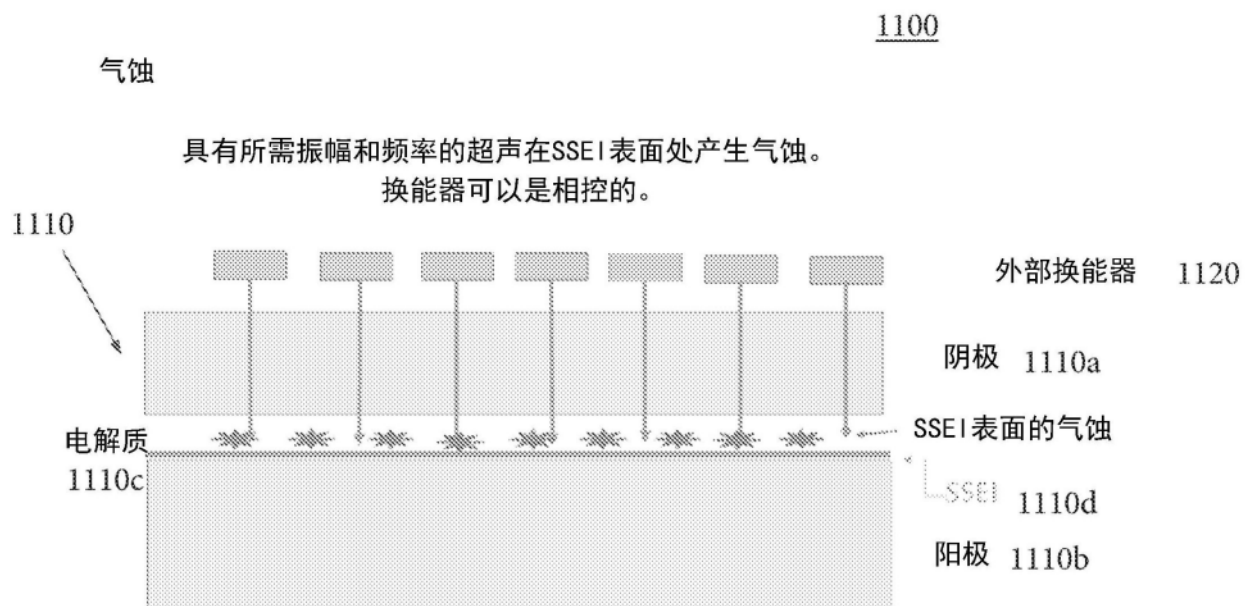 1100
气蚀
具有所需振幅和频率的超声在SSEI表面处产生气蚀。
换能器可以是相控的。
1110
外部换能器 1120
阴极 1110a
电解质
1110c
SSEI表面的气蚀
SSEI 1110d
阳极 1110b